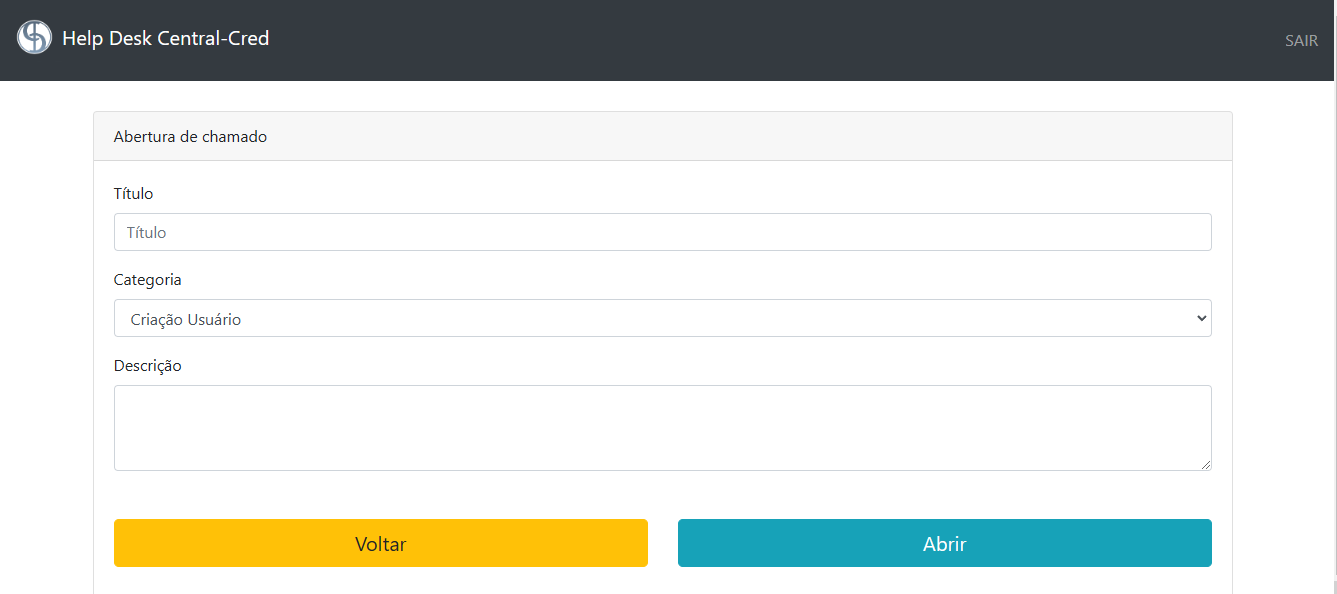 Help Desk Central-Cred
SAIR
Abertura de chamado
Título
Título
Categoria
Criação Usuário
Descrição
Voltar
Abrir